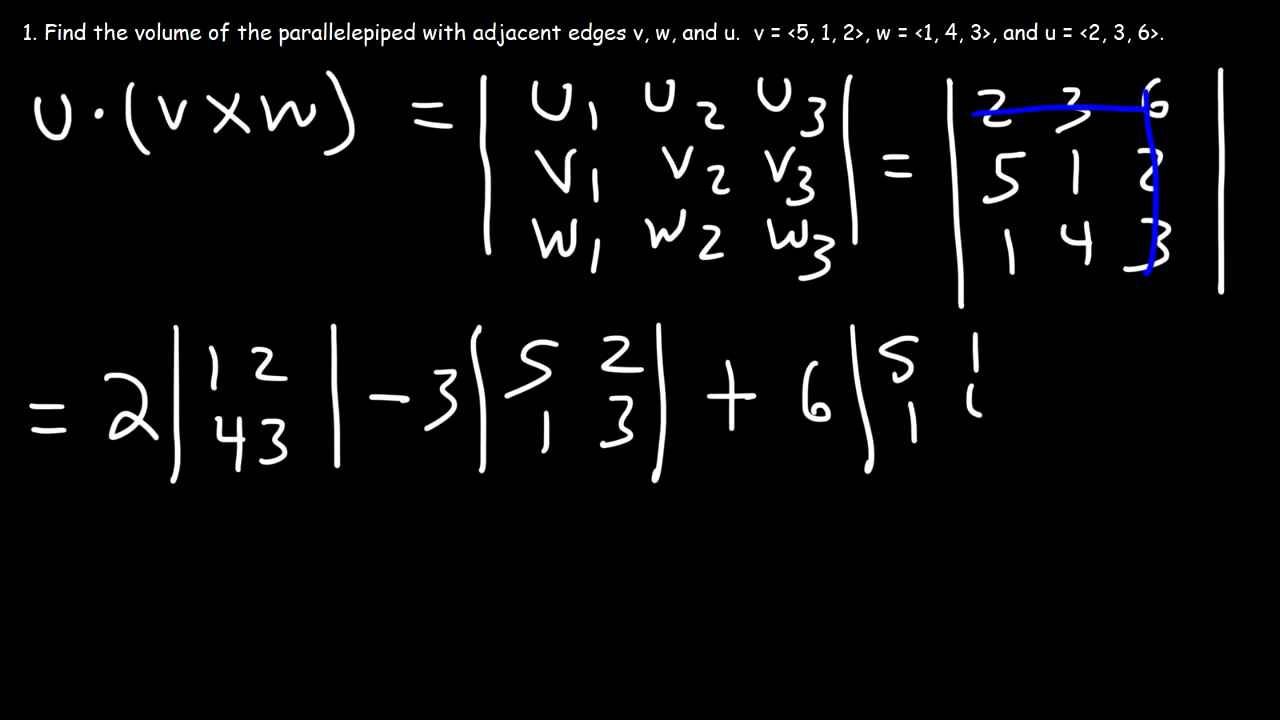 1. Find the volume of the parallelepiped with adjacent edges v, w, and u. v = <5, 1, 2>, w = <1, 4, 3>, and u = <2, 3, 6>.
U · (V × W) = | U₁ U₂ U₃ | = | 2 3 6 |
| V₁ V₂ V₃ | | 5 1 2 |
| W₁ W₂ W₃ | | 1 4 3 |
= 2 | 1 2 | − 3 | 5 2 | + 6 | 5 1
| 4 3 | | 1 3 | | 1